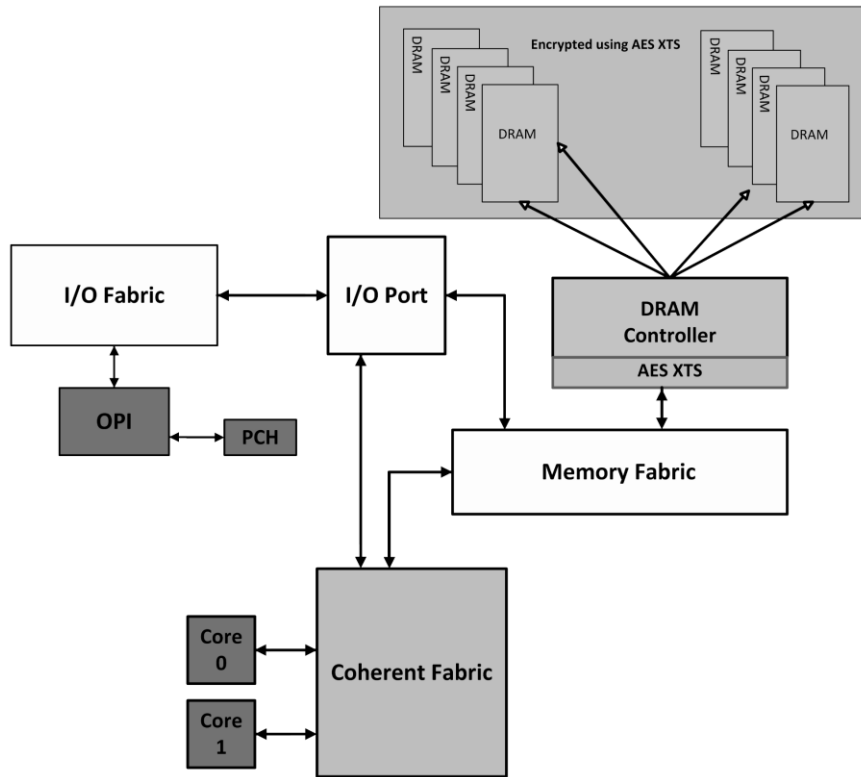 Encrypted using AES XTS
DRAM
DRAM
DRAM
DRAM
DRAM
DRAM
DRAM
DRAM
I/O Fabric
I/O Port
DRAM
Controller
AES XTS
OPI
PCH
Memory Fabric
Core
0
Coherent Fabric
Core
1